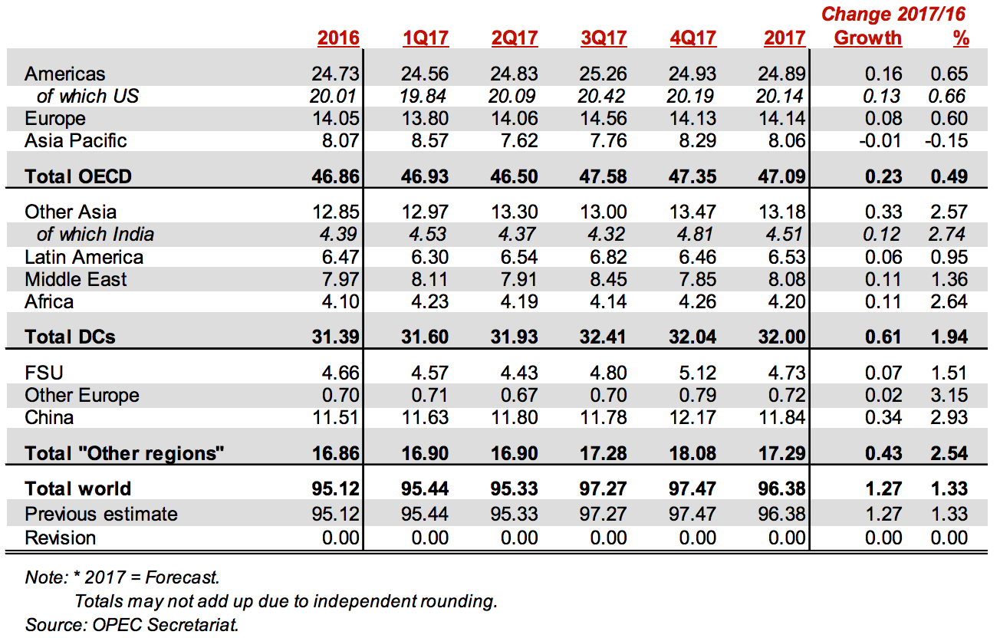 Change 2017/16
2016 1Q17 2Q17 3Q17 4Q17 2017 Growth %
Americas 24.73 24.56 24.83 25.26 24.93 24.89 0.16 0.65
of which US 20.01 19.84 20.09 20.42 20.19 20.14 0.13 0.66
Europe 14.05 13.80 14.06 14.56 14.13 14.14 0.08 0.60
Asia Pacific 8.07 8.57 7.62 7.76 8.29 8.06 -0.01 -0.15
Total OECD 46.86 46.93 46.50 47.58 47.35 47.09 0.23 0.49
Other Asia 12.85 12.97 13.30 13.00 13.47 13.18 0.33 2.57
of which India 4.39 4.53 4.37 4.32 4.81 4.51 0.12 2.74
Latin America 6.47 6.30 6.54 6.82 6.46 6.53 0.06 0.95
Middle East 7.97 8.11 7.91 8.45 7.85 8.08 0.11 1.36
Africa 4.10 4.23 4.19 4.14 4.26 4.20 0.11 2.64
Total DCs 31.39 31.60 31.93 32.41 32.04 32.00 0.61 1.94
FSU 4.66 4.57 4.43 4.80 5.12 4.73 0.07 1.51
Other Europe 0.70 0.71 0.67 0.70 0.79 0.72 0.02 3.15
China 11.51 11.63 11.80 11.78 12.17 11.84 0.34 2.93
Total "Other regions" 16.86 16.90 16.90 17.28 18.08 17.29 0.43 2.54
Total world 95.12 95.44 95.33 97.27 97.47 96.38 1.27 1.33
Previous estimate 95.12 95.44 95.33 97.27 97.47 96.38 1.27 1.33
Revision 0.00 0.00 0.00 0.00 0.00 0.00 0.00 0.00
Note: * 2017 = Forecast.
Totals may not add up due to independent rounding.
Source: OPEC Secretariat.